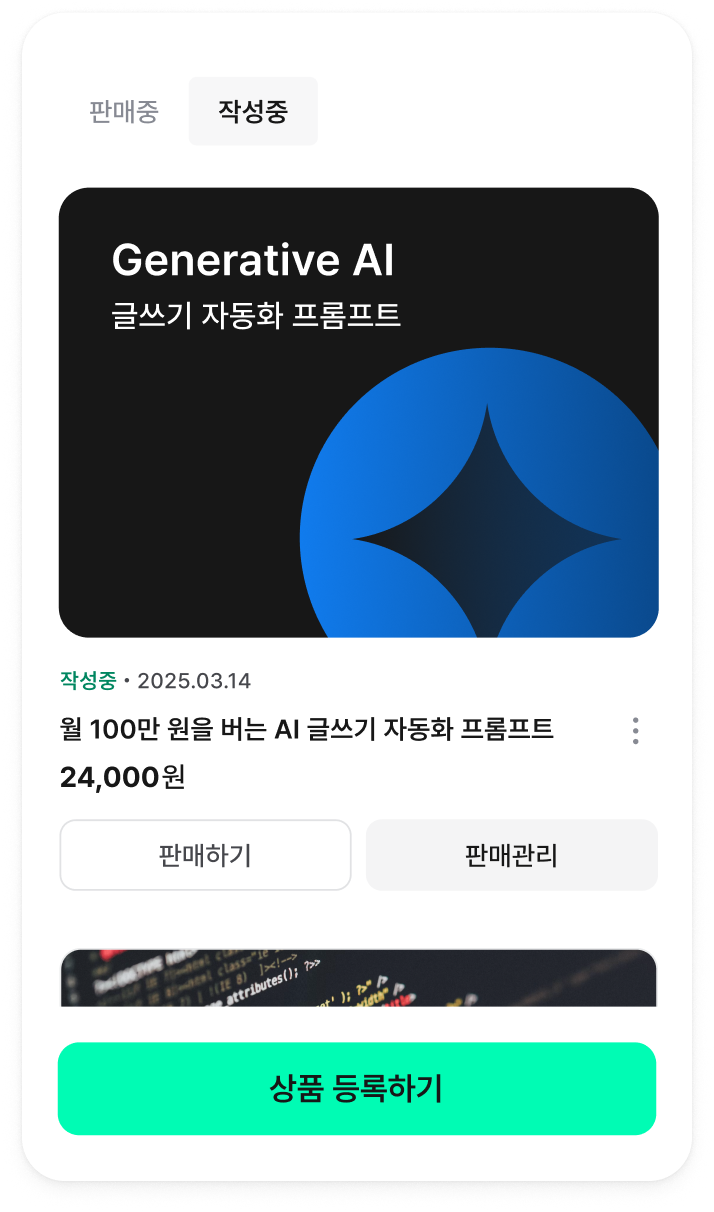 판매중
작성중
Generative AI
글쓰기 자동화 프롬프트
작성중 • 2025.03.14
월 100만 원을 버는 AI 글쓰기 자동화 프롬프트
24,000원
판매하기
판매관리
attributes(); ?>>
상품 등록하기